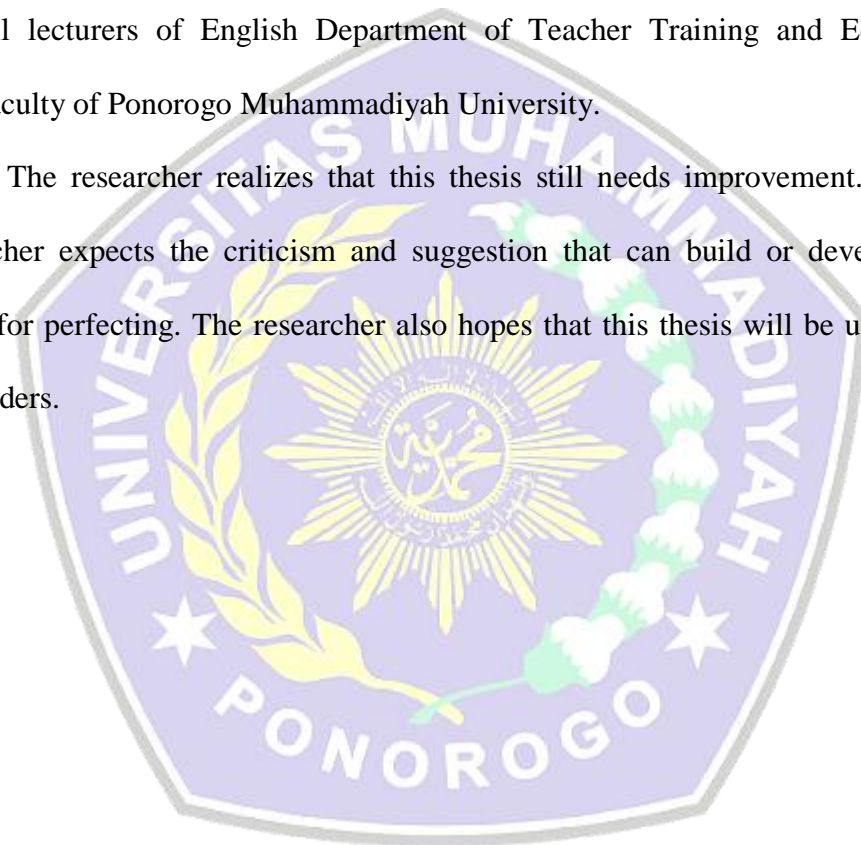 l lecturers of English Department of Teacher Training and E
aculty of Ponorogo Muhammadiyah University.
The researcher realizes that this thesis still needs improvement.
cher expects the criticism and suggestion that can build or deve
for perfecting. The researcher also hopes that this thesis will be u
ders.
UNIVERSITAS MUHAMMADIYAH
محمدية
PONOROGO